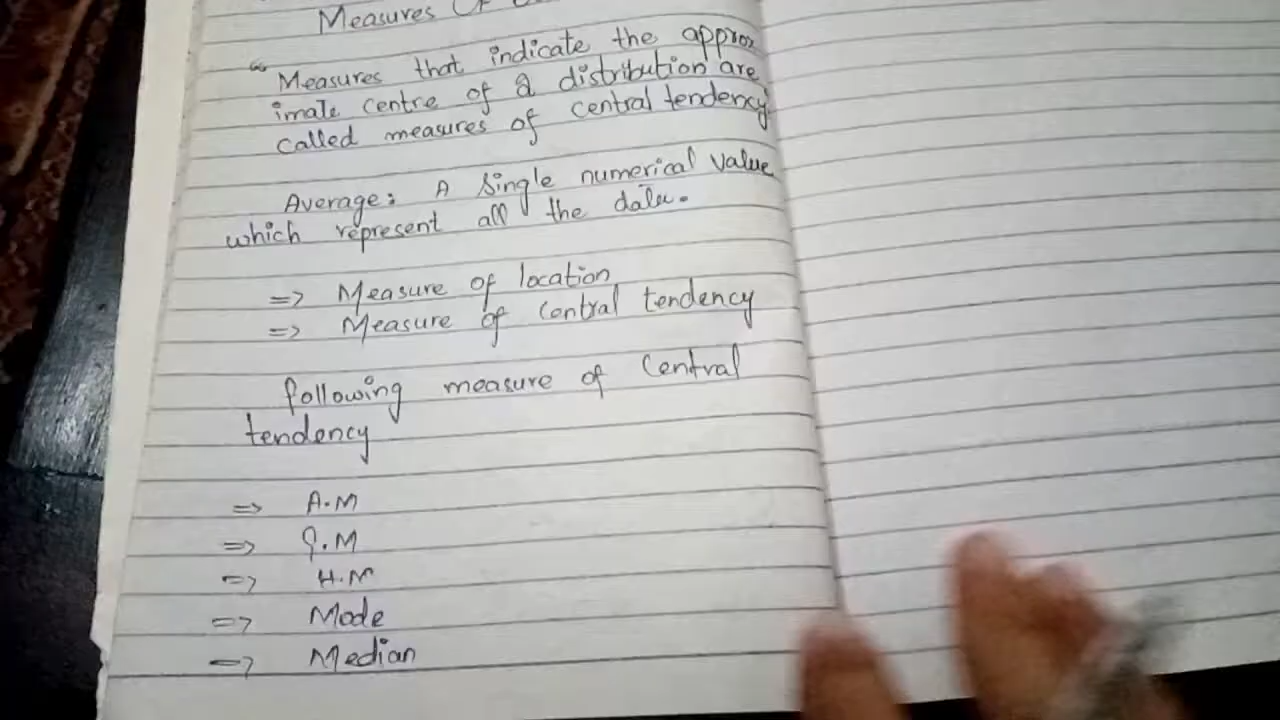 Measures Of
" Measures that indicate the approx
imate centre of a distribution are
called measures of central tendency.
Average: A Single numerical value
which represent all the data.
=> Measure of location
=> Measure of Central tendency
following measure of Central
tendency
=> A.M
=> G.M
=> H.M
=> Mode
=> Median